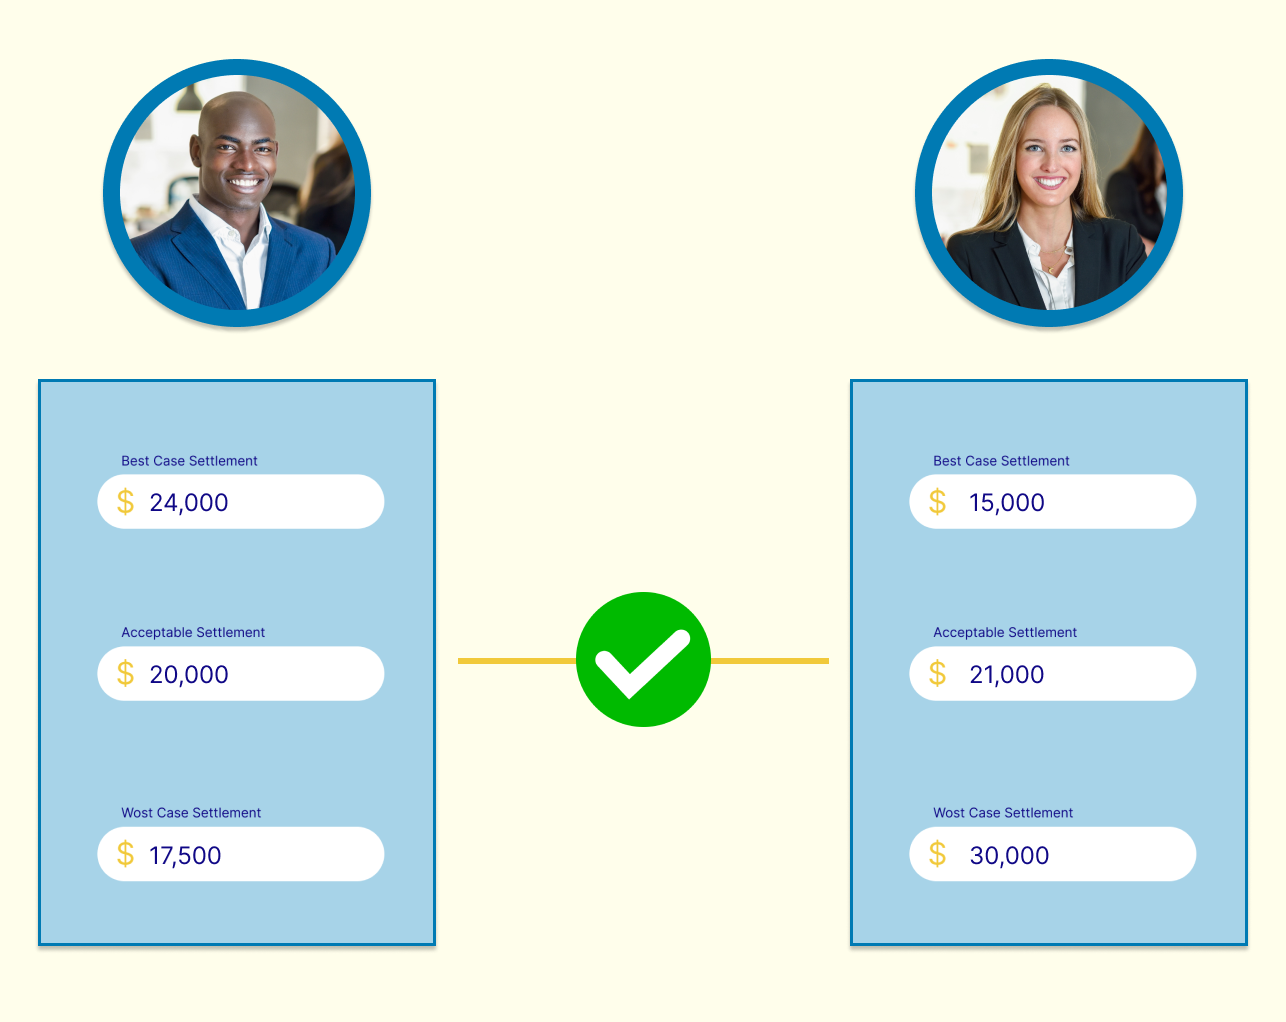 Best Case Settlement
$ 24,000
Acceptable Settlement
$ 20,000
Wost Case Settlement
$ 17,500
Best Case Settlement
$ 15,000
Acceptable Settlement
$ 21,000
Wost Case Settlement
$ 30,000